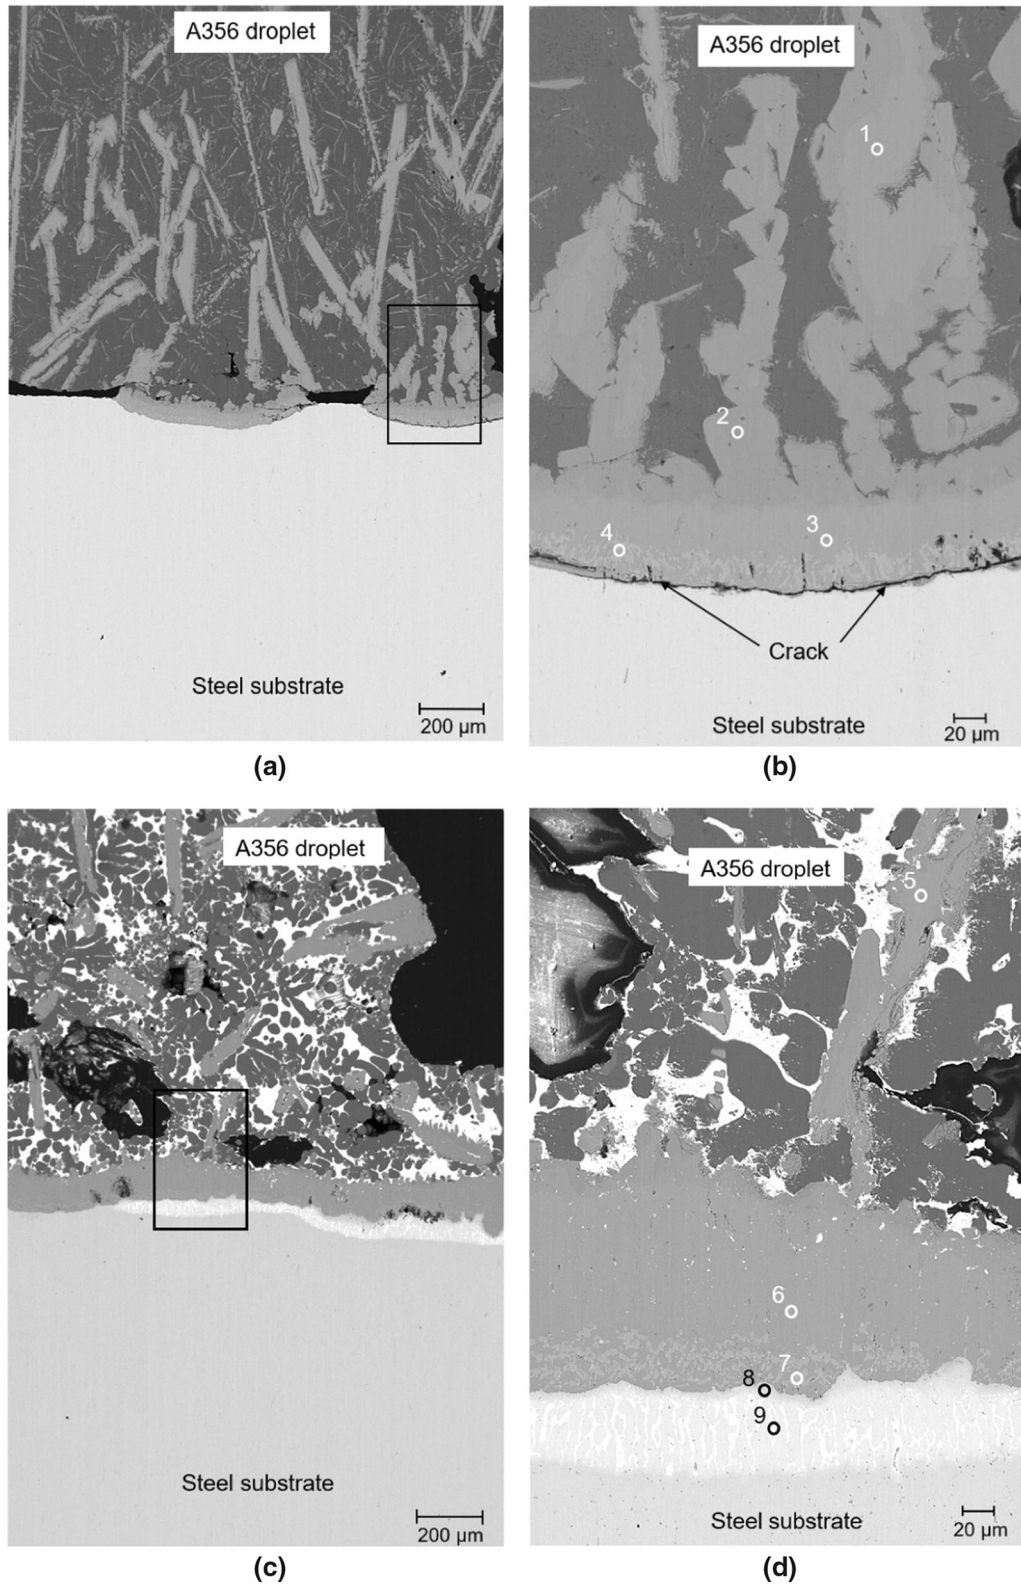 A356 droplet
Steel substrate
200 µm
(a)
A356 droplet
1
2
3
4
Crack
Steel substrate
20 µm
(b)
A356 droplet
Steel substrate
200 µm
(c)
A356 droplet
5
6
7
8
9
Steel substrate
20 µm
(d)